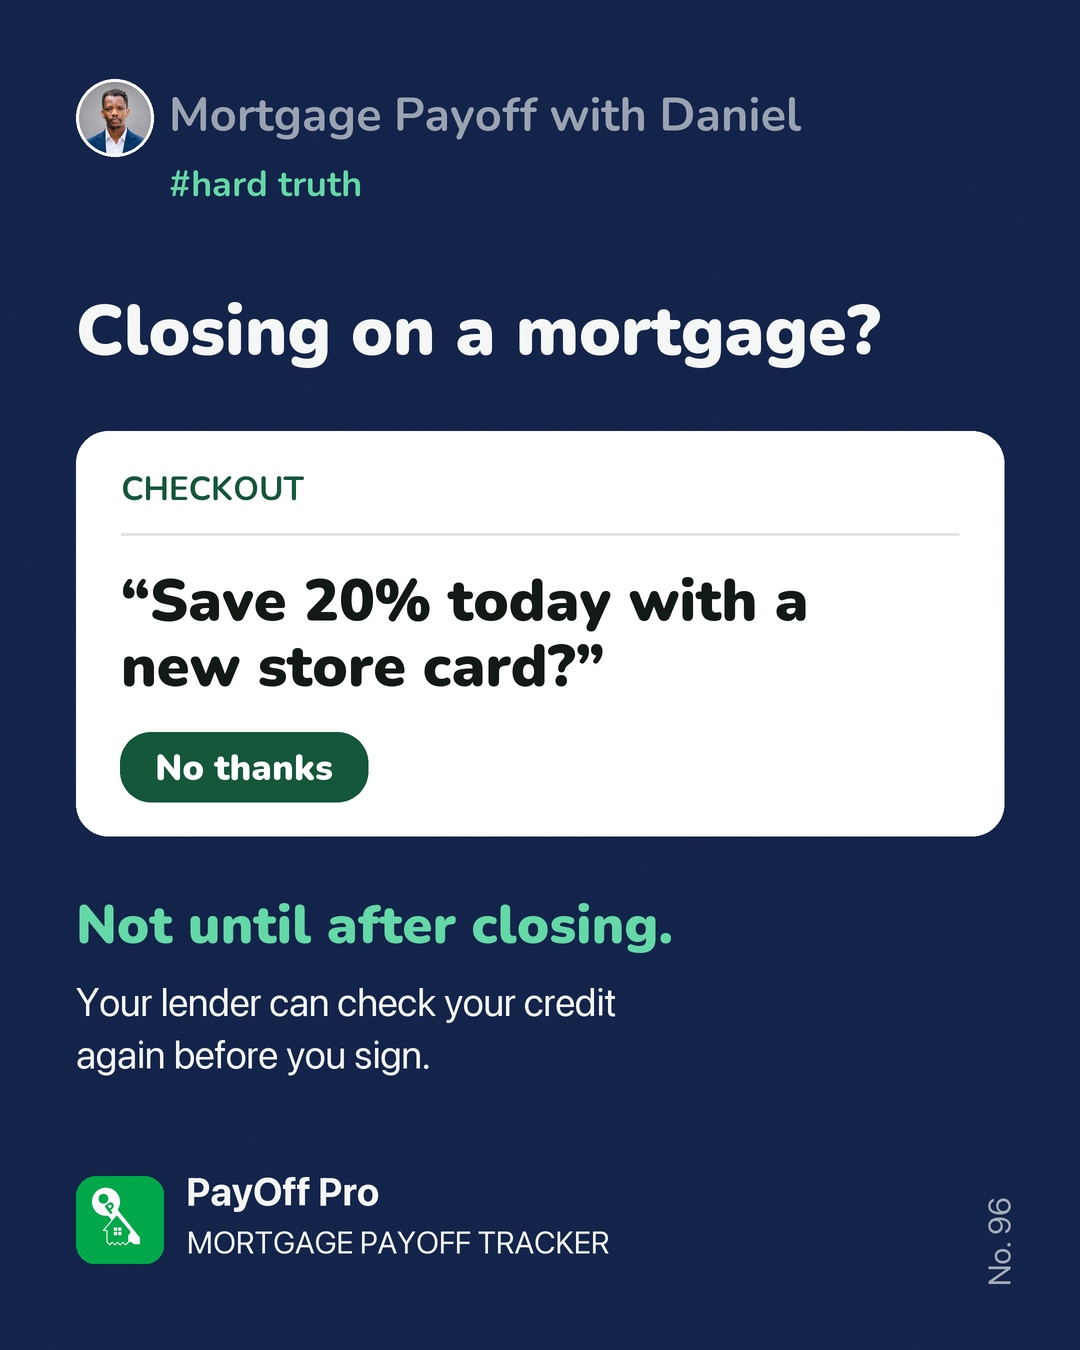 Mortgage Payoff with Daniel
#hard truth
Closing on a mortgage?
CHECKOUT
“Save 20% today with a
new store card?”
No thanks
Not until after closing.
Your lender can check your credit
again before you sign.
PayOff Pro
MORTGAGE PAYOFF TRACKER
No. 96